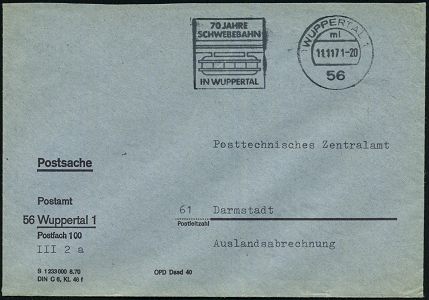 70 JAHRE
SCHWEBEBAHN
IN WUPPERTAL
WUPPERTAL 1
ml
11.11.71-20
56
Posttechnisches Zentralamt
Postsache
Postamt
56 Wuppertal 1
Postfach 100
III 2 a
61 Darmstadt
Postleitzahl
Auslandsabrechnung
S 1 233 000 8.70
DIN C 6, Kl. 46 f
OPD Dssd 40